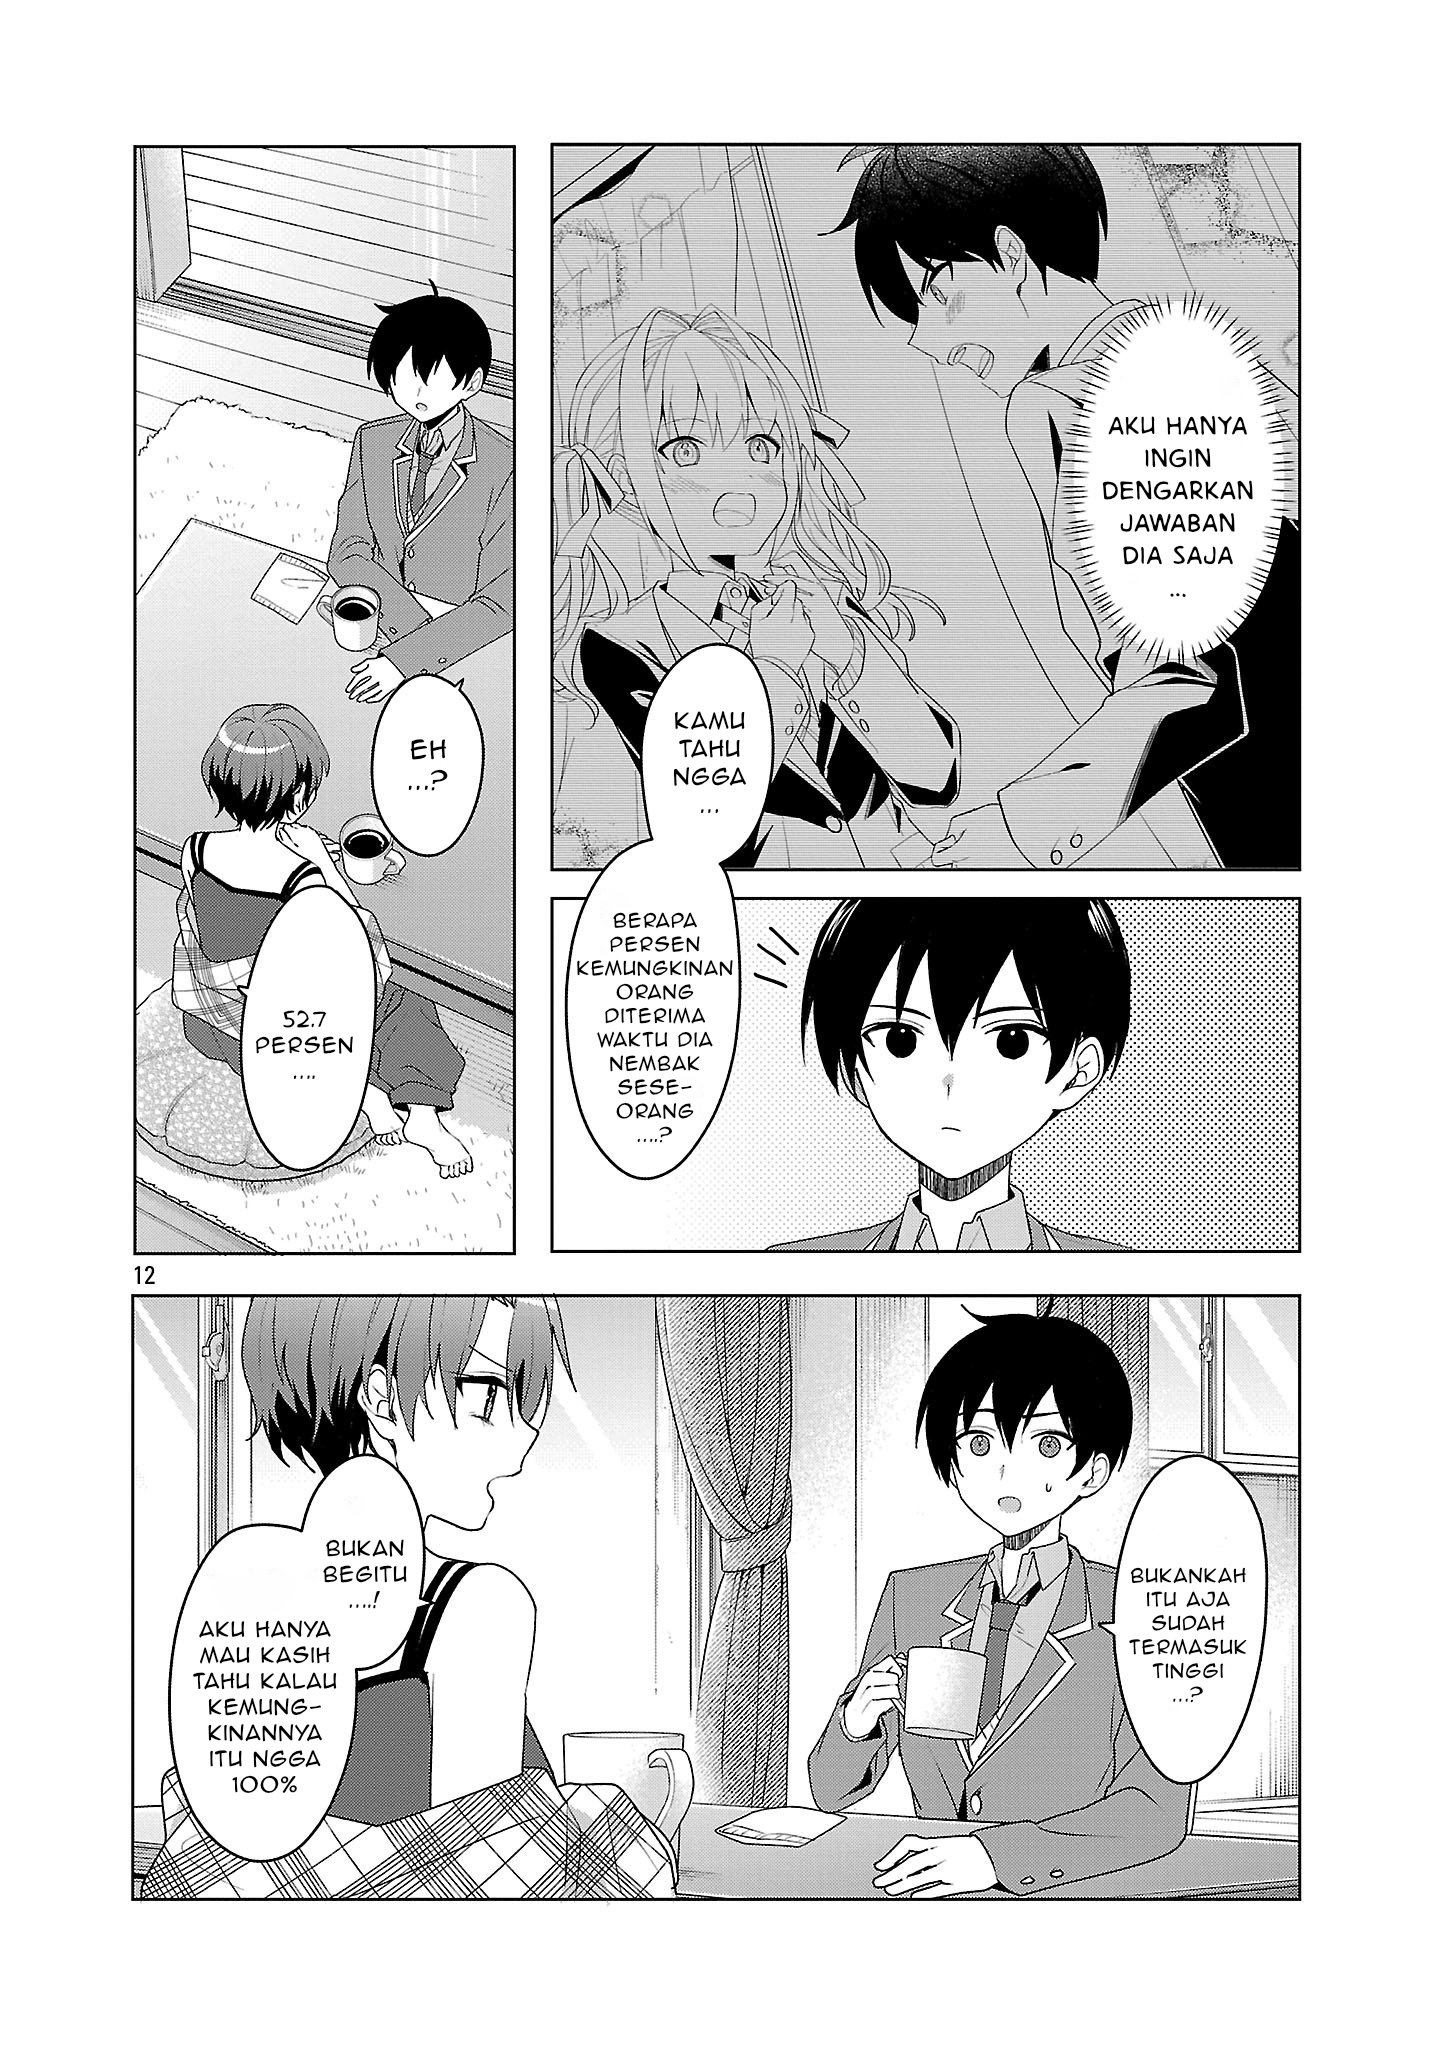 AKU HANYA
INGIN
DENGARKAN
JAWABAN
DIA SAJA
...
KAMU
TAHU
NGGA
...
BERAPA
PERSEN
KEMUNGKINAN
ORANG
DITERIMA
WAKTU DIA
NEMBAK
SESE-
ORANG
....?
EH
...?
52.7
PERSEN
....
12
BUKANKAH
ITU AJA
SUDAH
TERMASUK
TINGGI
...?
BUKAN
BEGITU
....!
AKU HANYA
MAU KASIH
TAHU KALAU
KEMUNG-
KINANNYA
ITU NGGA
100%